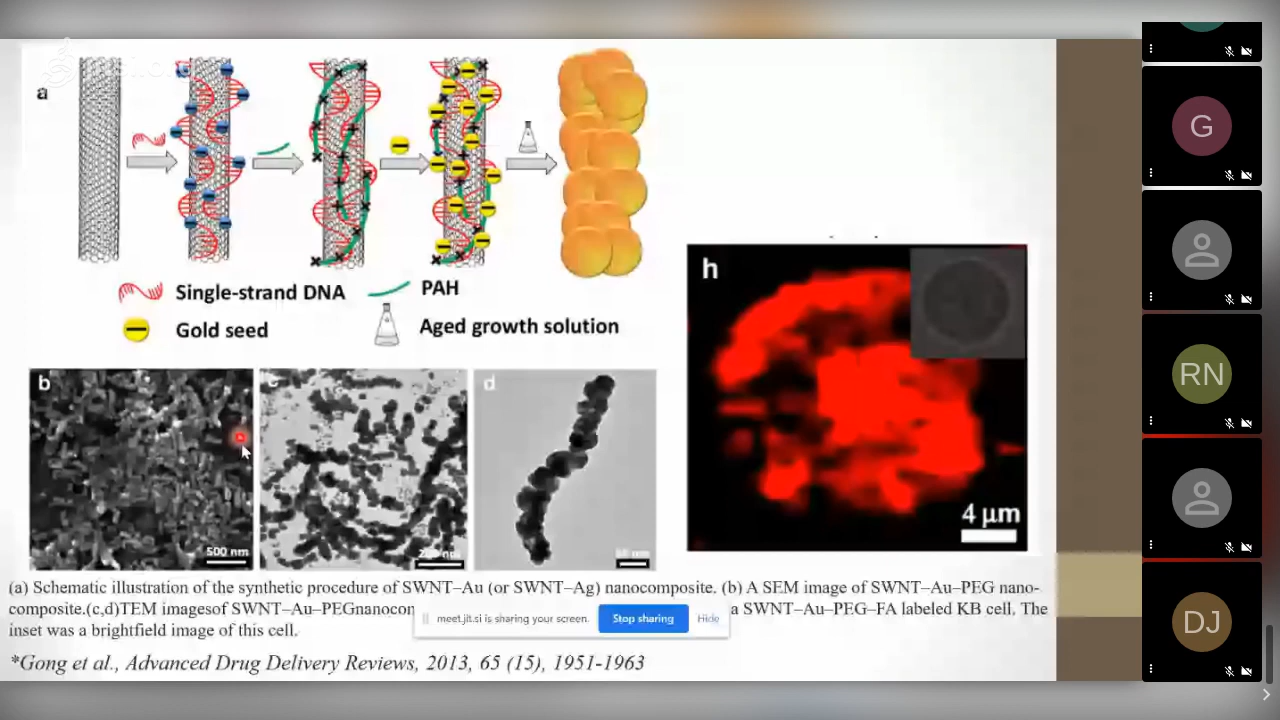 a
Single-strand DNA
PAH
Gold seed
Aged growth solution
h
4 µm
b
500 nm
c
d
(a) Schematic illustration of the synthetic procedure of SWNT–Au (or SWNT–Ag) nanocomposite. (b) A SEM image of SWNT–Au–PEG nano-
composite.(c,d)TEM imagesof SWNT–Au–PEGnanocon
a SWNT–Au–PEG–FA labeled KB cell. The
inset was a brightfield image of this cell.
meet.jit.si is sharing your screen.
Stop sharing
Hide
*Gong et al., Advanced Drug Delivery Reviews, 2013, 65 (15), 1951-1963
G
RN
DJ